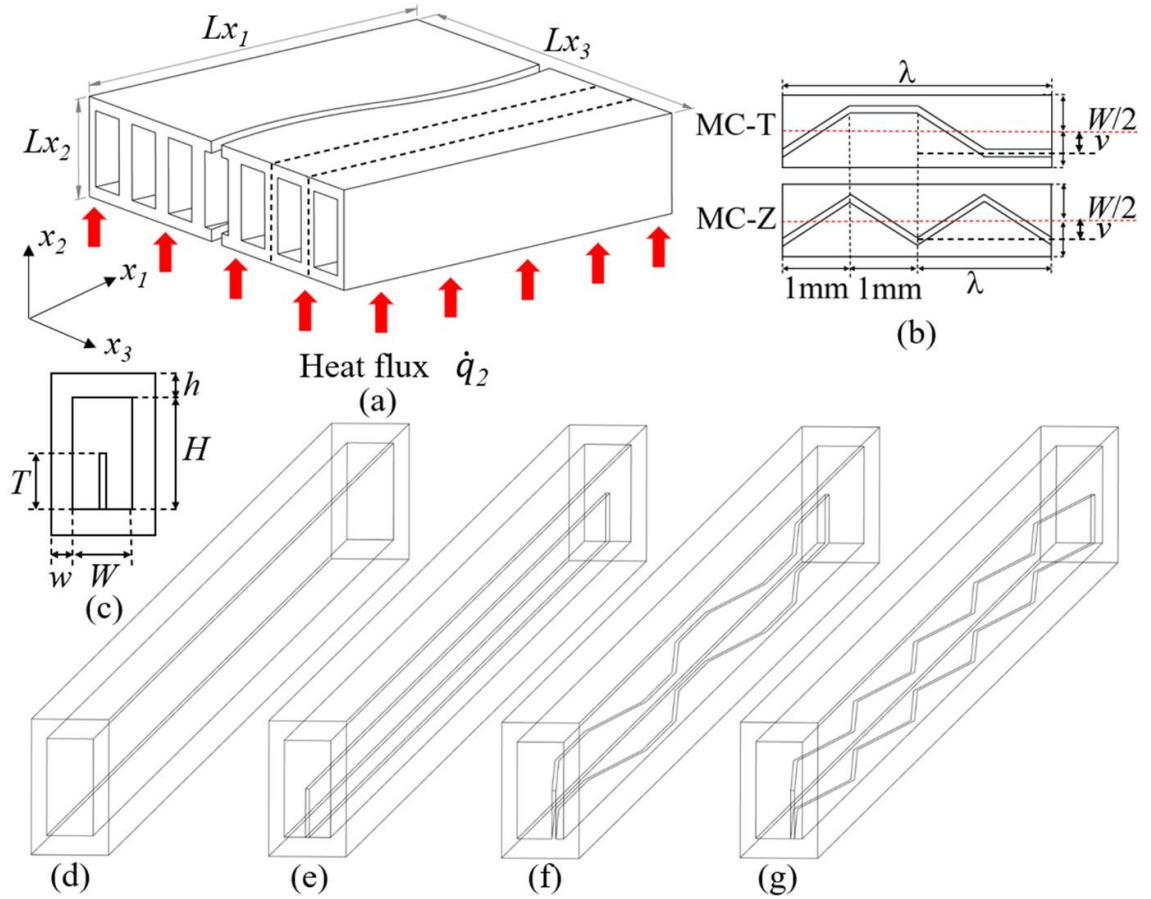 Lx₁
Lx₃
Lx₂
x₂
x₁
x₃
Heat flux q̇₂
(a)
λ
MC-T
W/2
v
MC-Z
W/2
v
1mm 1mm λ
(b)
h
H
T
w W
(c)
(d) (e) (f) (g)